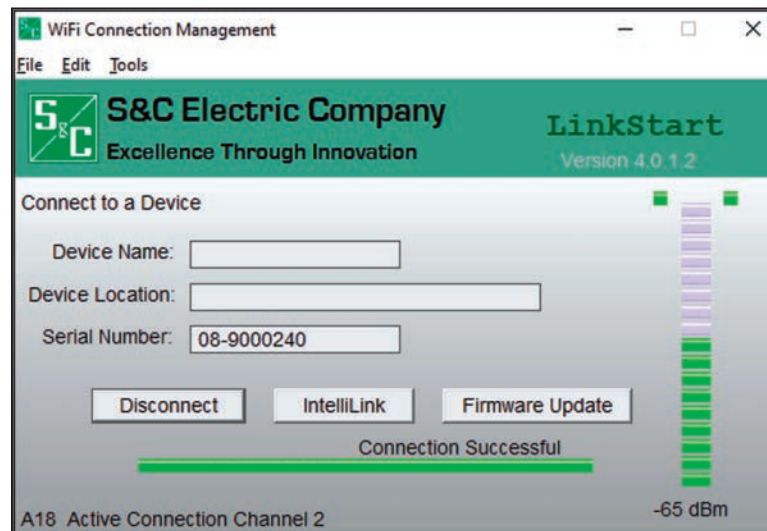 S&C WiFi Connection Management
File Edit Tools
S&C S&C Electric Company
Excellence Through Innovation
LinkStart
Version 4.0.1.2
Connect to a Device
Device Name:
Device Location:
Serial Number: 08-9000240
Disconnect IntelliLink Firmware Update
Connection Successful
A18 Active Connection Channel 2
-65 dBm